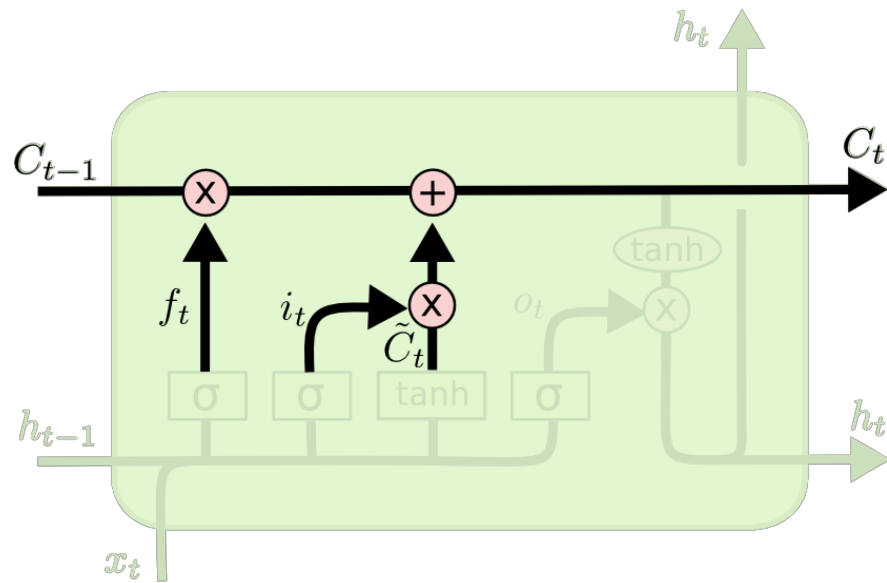 h_t
C_{t-1}
C_t
x
+
tanh
f_t
i_t
x
o_t
x
C̃_t
σ
σ
tanh
σ
h_{t-1}
h_t
x_t